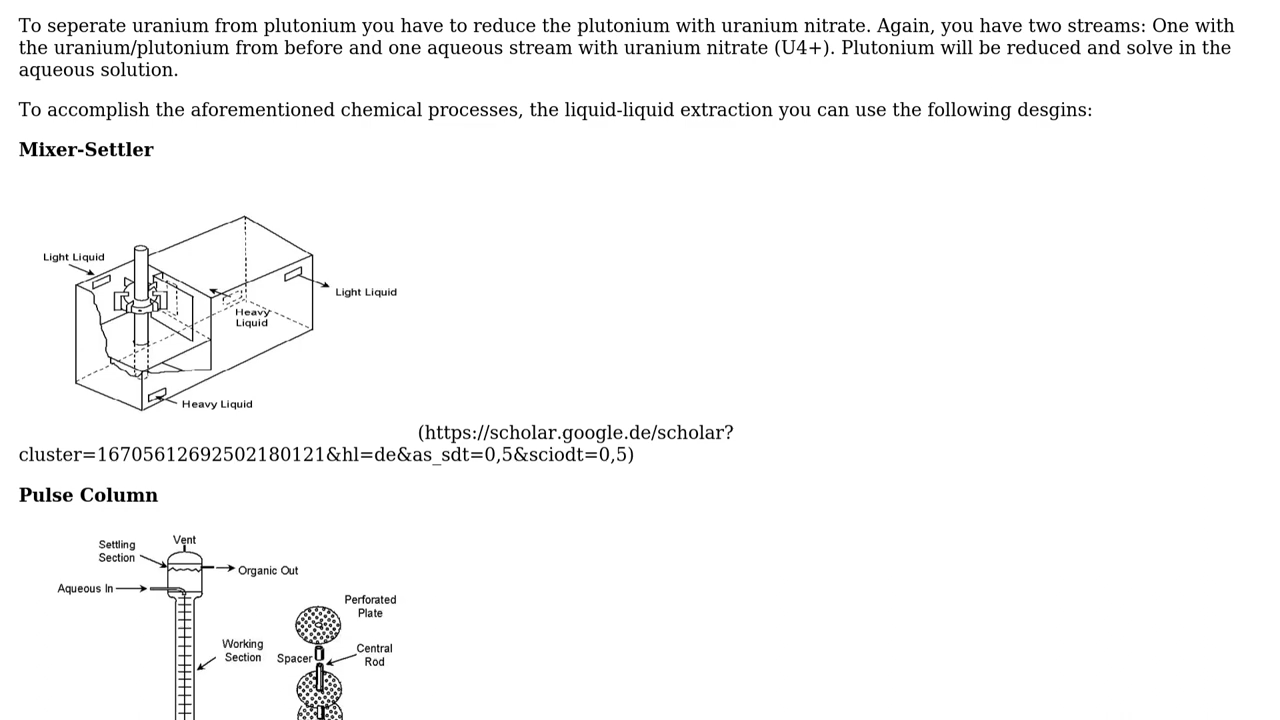 To seperate uranium from plutonium you have to reduce the plutonium with uranium nitrate. Again, you have two streams: One with
the uranium/plutonium from before and one aqueous stream with uranium nitrate (U4+). Plutonium will be reduced and solve in the
aqueous solution.
To accomplish the aforementioned chemical processes, the liquid-liquid extraction you can use the following desgins:
Mixer-Settler
Light Liquid
Light Liquid
Heavy
Liquid
Heavy Liquid
(https://scholar.google.de/scholar?
cluster=16705612692502180121&hl=de&as_sdt=0,5&sciodt=0,5)
Pulse Column
Vent
Settling
Section
Organic Out
Aqueous In
Perforated
Plate
Working
Section
Spacer
Central
Rod